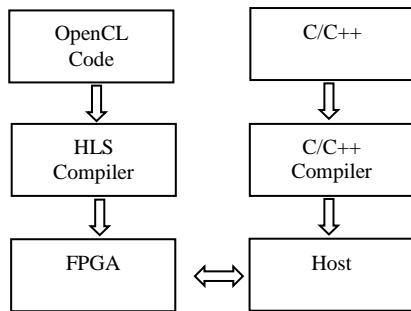 OpenCL
Code
C/C++
HLS
Compiler
C/C++
Compiler
FPGA
Host